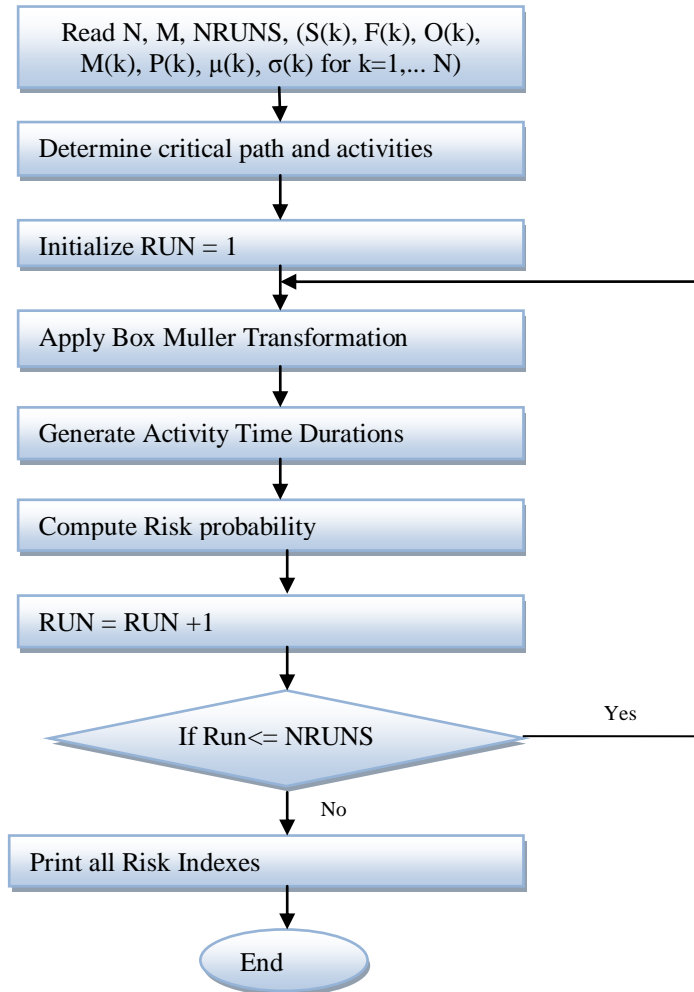 Read N, M, NRUNS, (S(k), F(k), O(k),
M(k), P(k), µ(k), σ(k) for k=1,... N)
Determine critical path and activities
Initialize RUN = 1
Apply Box Muller Transformation
Generate Activity Time Durations
Compute Risk probability
RUN = RUN +1
If Run<= NRUNS
Yes
No
Print all Risk Indexes
End